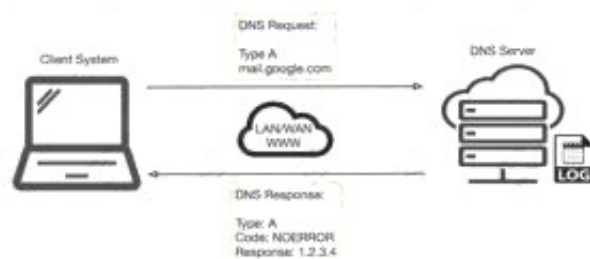 DNS Request:
Type A
mail.google.com
Client System
DNS Server
LAN/WAN
WWW
LOG
DNS Response:
Type: A
Code: NOERROR
Response: 1.2.3.4